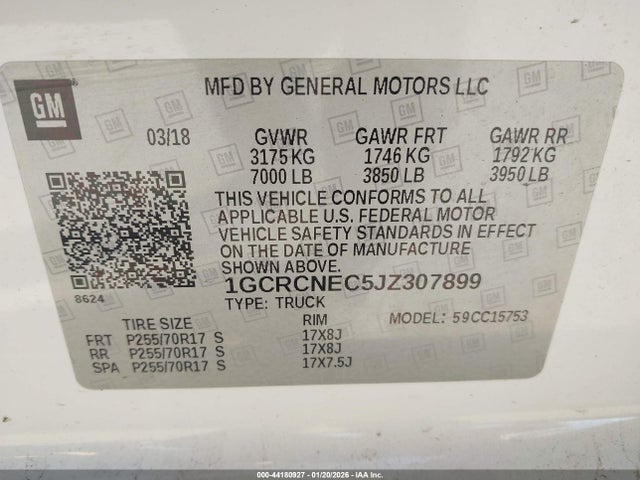 GM
MFD BY GENERAL MOTORS LLC
03/18 GVWR GAWR FRT GAWR RR
3175 KG 1746 KG 1792 KG
7000 LB 3850 LB 3950 LB
THIS VEHICLE CONFORMS TO ALL
APPLICABLE U.S. FEDERAL MOTOR
VEHICLE SAFETY STANDARDS IN EFFECT
ON THE DATE OF MANUFACTURE
SHOWN ABOVE.
8624
1GCRCNEC5JZ307899
TYPE: TRUCK MODEL: 59CC15753
TIRE SIZE RIM
FRT P255/70R17 S 17X8J
RR P255/70R17 S 17X8J
SPA P255/70R17 S 17X7.5J
000-44180927 - 01/20/2026 - IAA Inc.